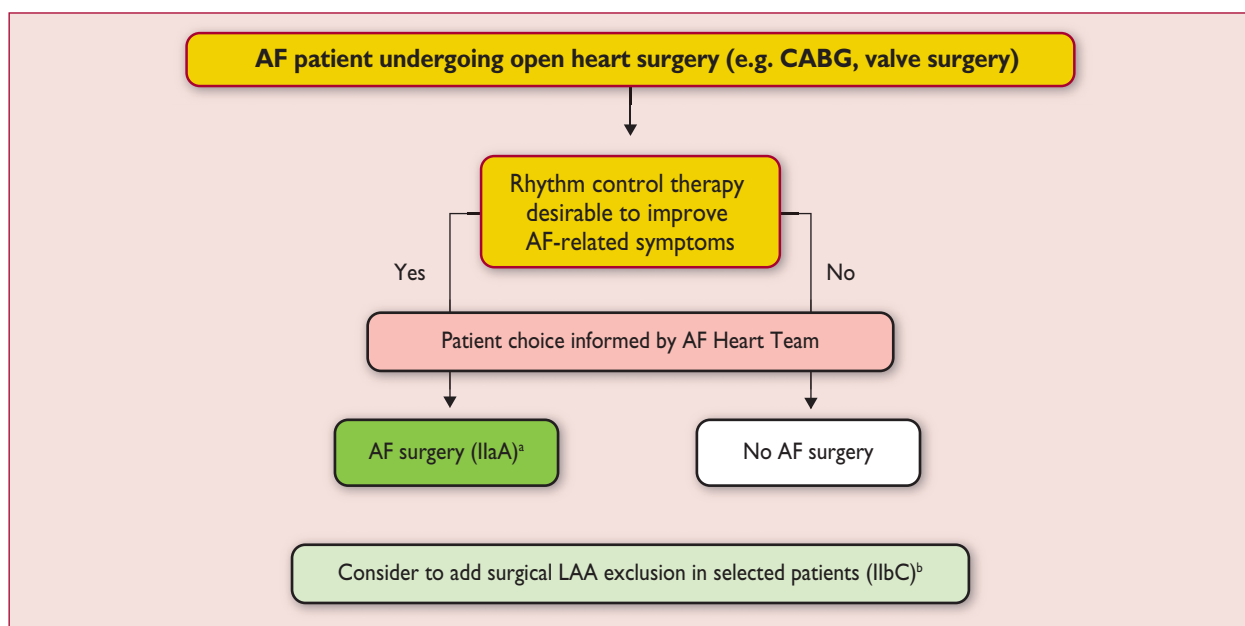 AF patient undergoing open heart surgery (e.g. CABG, valve surgery)
Rhythm control therapy
desirable to improve
AF-related symptoms
Yes
No
Patient choice informed by AF Heart Team
AF surgery (IIaA)ᵃ
No AF surgery
Consider to add surgical LAA exclusion in selected patients (IIbC)ᵇ